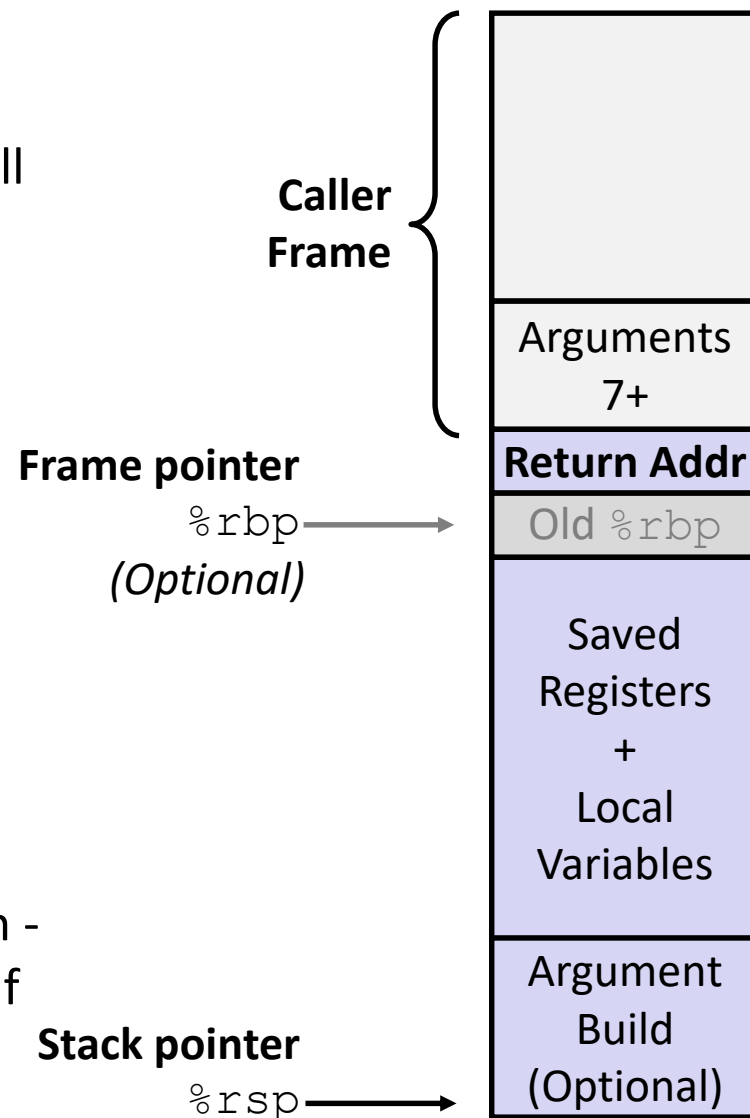 ll
Caller
Frame
Arguments
7+
Frame pointer
Return Addr
%rbp
Old %rbp
(Optional)
Saved
Registers
+
Local
Variables
n -
f
Argument
Build
(Optional)
Stack pointer
%rsp